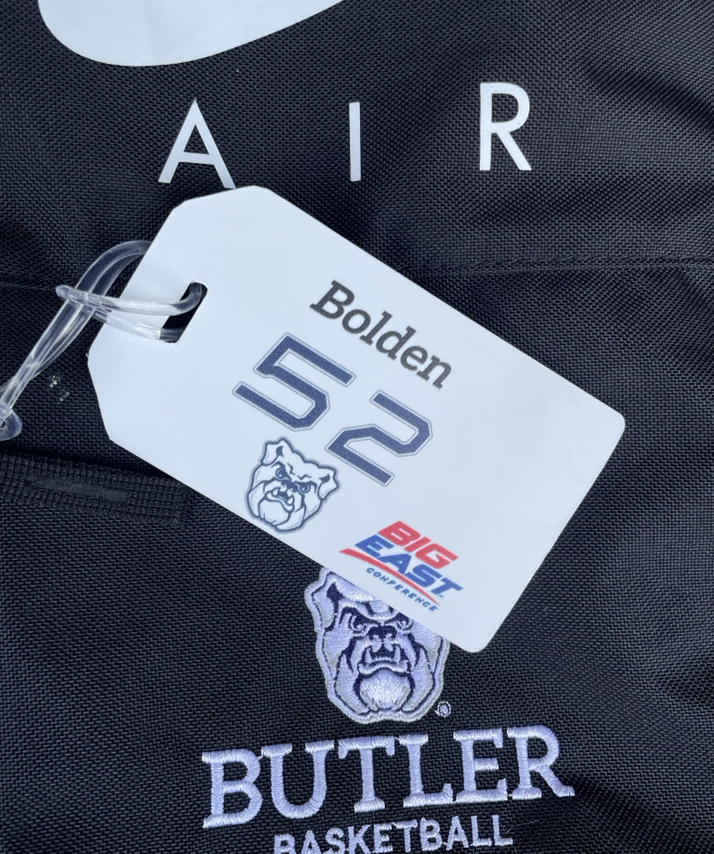 AIR
Bolden
52
BIG
EAST
CONFERENCE
®
BUTLER
BASKETBALL